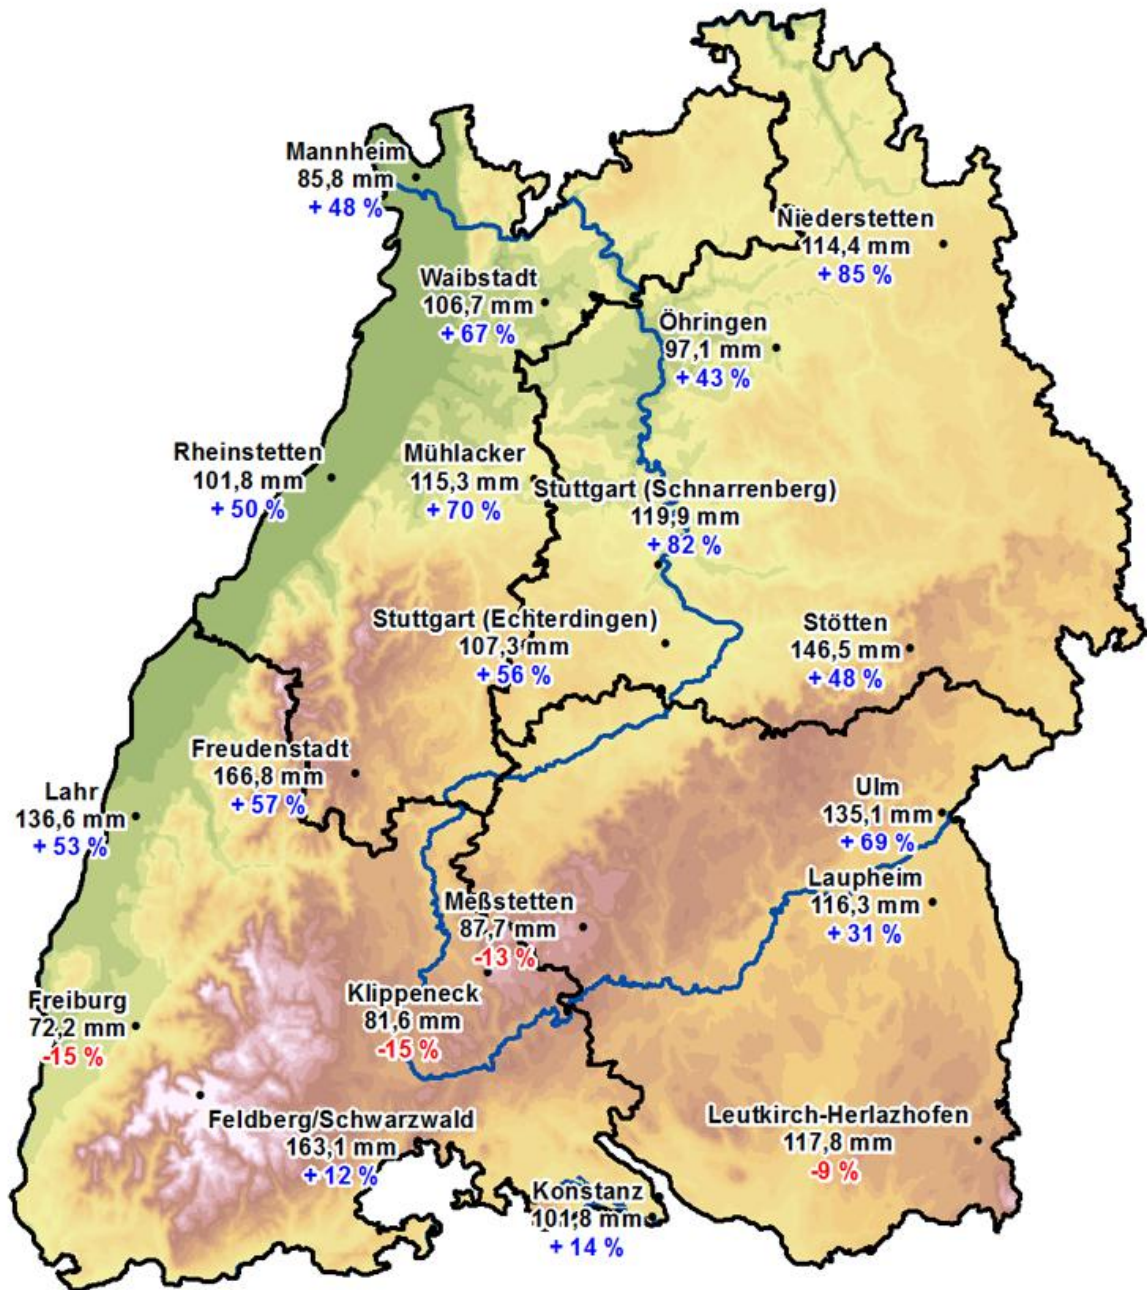 Mannheim
85,8 mm
+ 48 %
Niederstetten
114,4 mm
+ 85 %
Waibstadt
106,7 mm
+ 67 %
Öhringen
97,1 mm
+ 43 %
Rheinstetten
101,8 mm
+ 50 %
Mühlacker
115,3 mm
+ 70 %
Stuttgart (Schnarrenberg)
119,9 mm
+ 82 %
Stuttgart (Echterdingen)
107,3 mm
+ 56 %
Stötten
146,5 mm
+ 48 %
Freudenstadt
166,8 mm
+ 57 %
Lahr
136,6 mm
+ 53 %
Ulm
135,1 mm
+ 69 %
Laupheim
116,3 mm
+ 31 %
Meßstetten
87,7 mm
-13 %
Klippeneck
81,6 mm
-15 %
Freiburg
72,2 mm
-15 %
Feldberg/Schwarzwald
163,1 mm
+ 12 %
Leutkirch-Herlazhofen
117,8 mm
-9 %
Konstanz
101,8 mm
+ 14 %